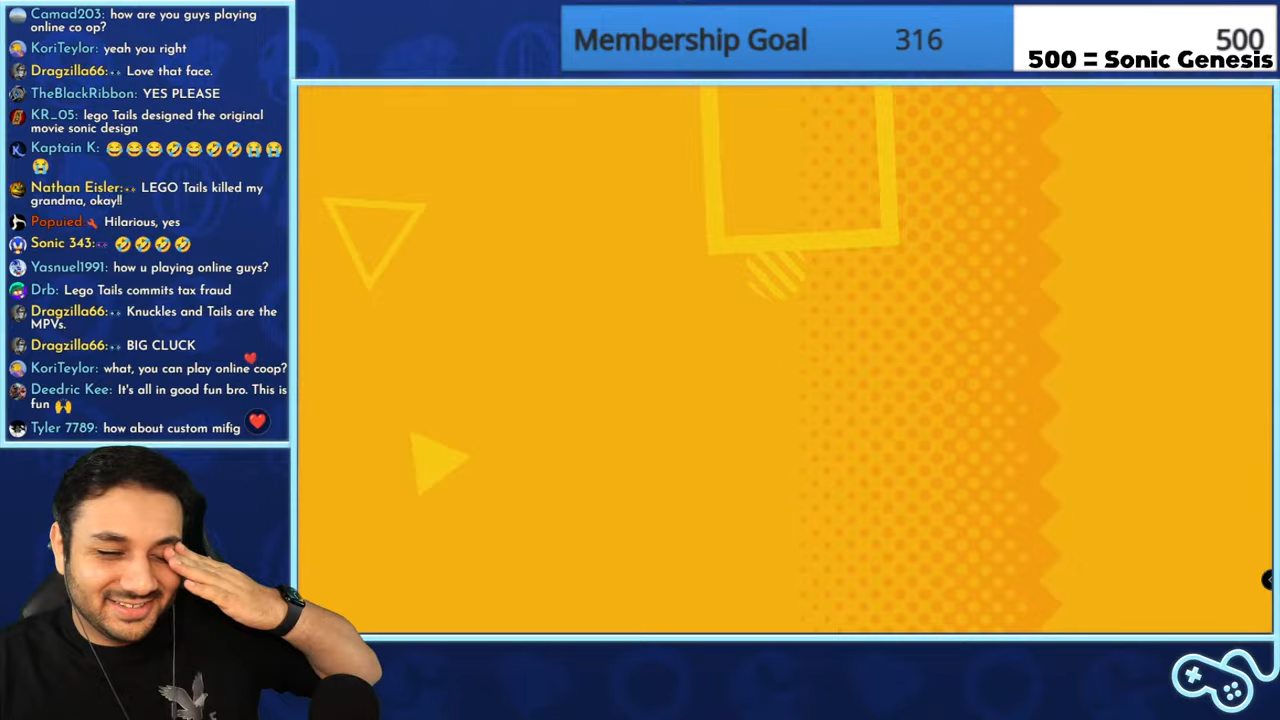 Camad203: how are you guys playing
online co op?
KoriTeylor: yeah you right
Dragzilla66: Love that face.
TheBlackRibbon: YES PLEASE
KR_05: lego Tails designed the original
movie sonic design
Kaptain K: 😂😂😂🤣😂🤣🤣😭😭
😭
Nathan Eisler: LEGO Tails killed my
grandma, okay!!
Popuied Hilarious, yes
Sonic 343: 🤣🤣🤣🤣
Yasnuel1991: how u playing online guys?
Drb: Lego Tails commits tax fraud
Dragzilla66: Knuckles and Tails are the
MPVs.
Dragzilla66: BIG CLUCK
KoriTeylor: what, you can play online coop?
Deedric Kee: It's all in good fun bro. This is
fun 🙌
Tyler 7789: how about custom mifig
Membership Goal 316 500
500 = Sonic Genesis